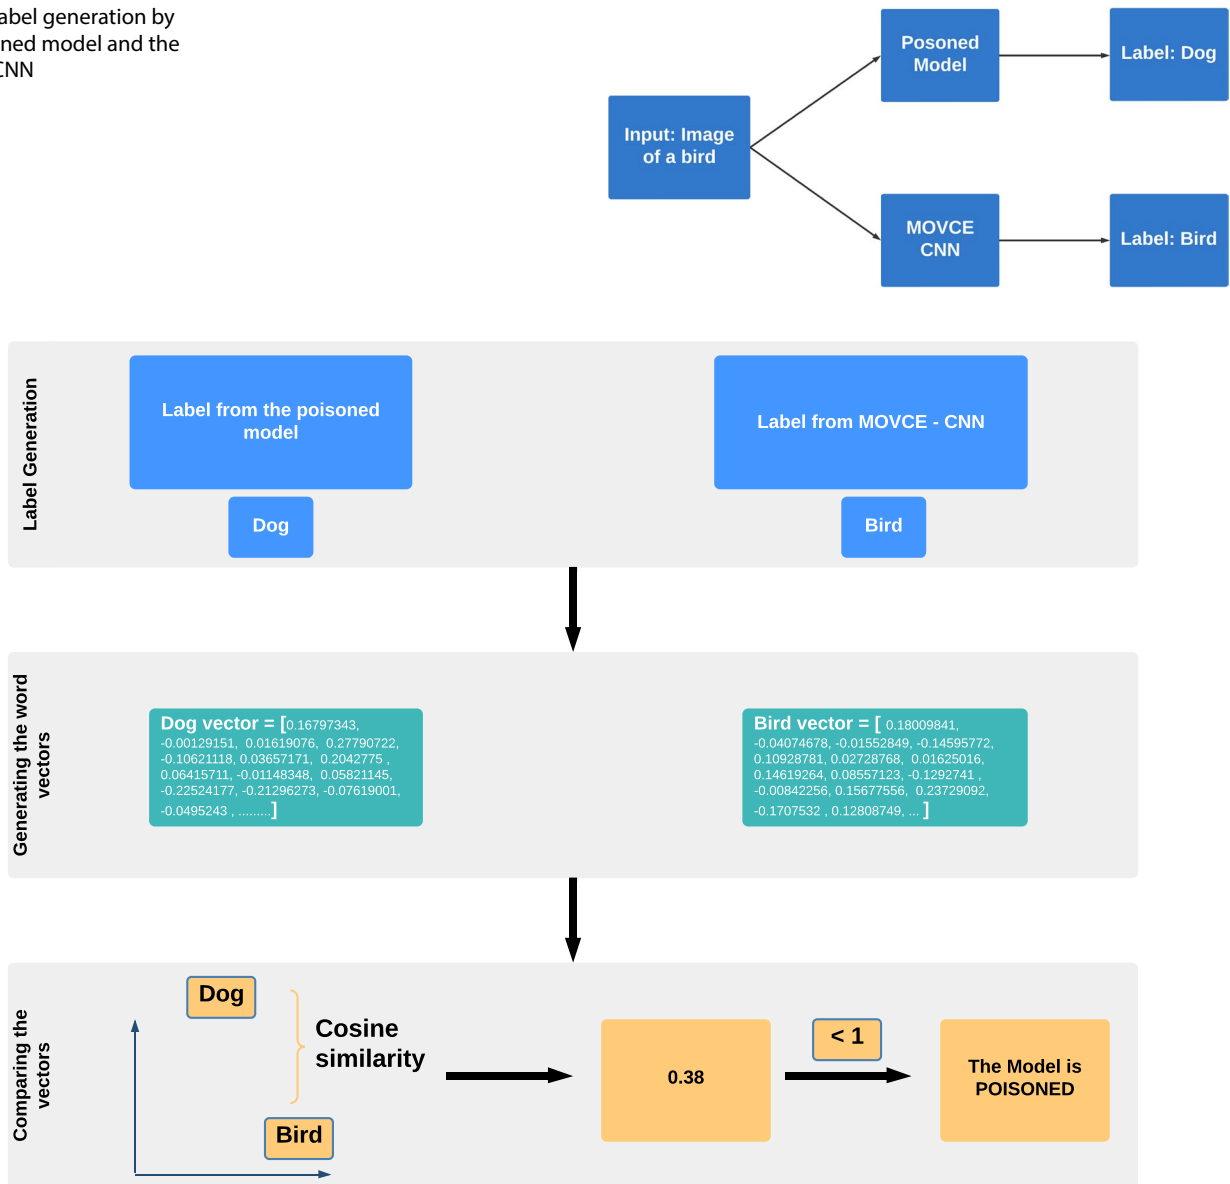 abel generation by
ned model and the
CNN
Posoned
Model
Label: Dog
Input: Image
of a bird
MOVCE
CNN
Label: Bird
Label Generation
Label from the poisoned
model
Label from MOVCE - CNN
Dog
Bird
Generating the word
vectors
Dog vector = [0.16797343,
-0.00129151, 0.01619076, 0.27790722,
-0.10621118, 0.03657171, 0.2042775 ,
0.06415711, -0.01148348, 0.05821145,
-0.22524177, -0.21296273, -0.07619001,
-0.0495243 , .........]
Bird vector = [ 0.18009841,
-0.04074678, -0.01552849, -0.14595772,
0.10928781, 0.02728768, 0.01625016,
0.14619264, 0.08557123, -0.1292741 ,
-0.00842256, 0.15677556, 0.23729092,
-0.1707532 , 0.12808749, ... ]
Comparing the
vectors
Dog
Cosine
similarity
Bird
0.38
< 1
The Model is
POISONED